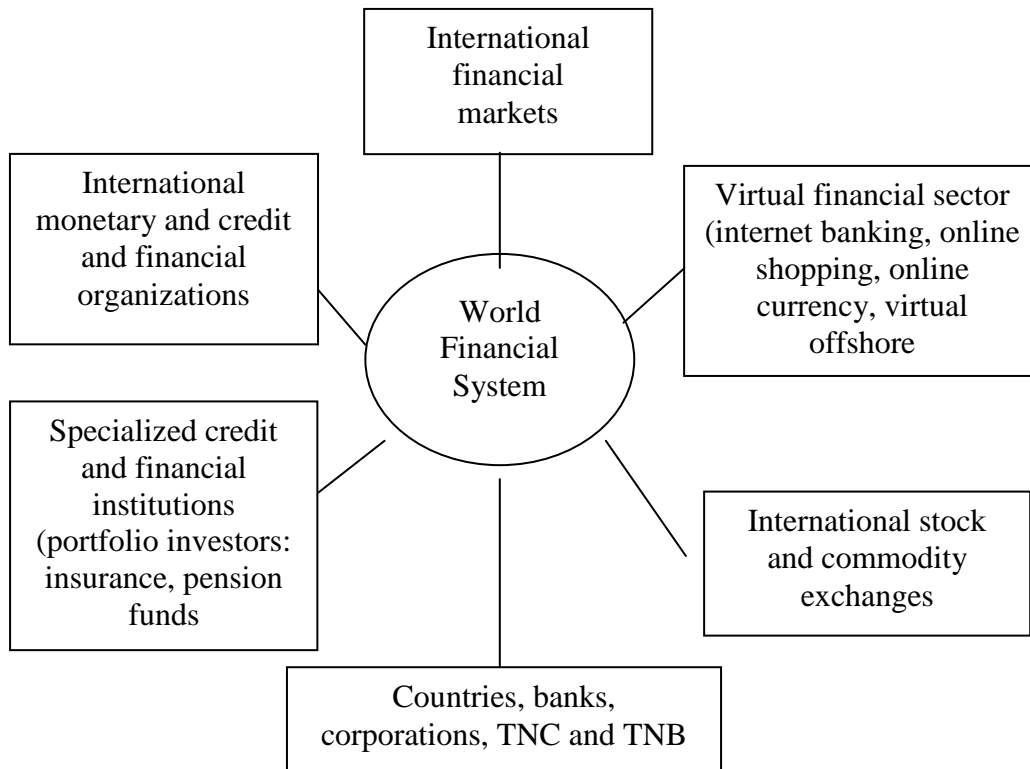 International
financial
markets
International
monetary and credit
and financial
organizations
Virtual financial sector
(internet banking, online
shopping, online
currency, virtual
offshore
World
Financial
System
Specialized credit
and financial
institutions
(portfolio investors:
insurance, pension
funds
International stock
and commodity
exchanges
Countries, banks,
corporations, TNC and TNB